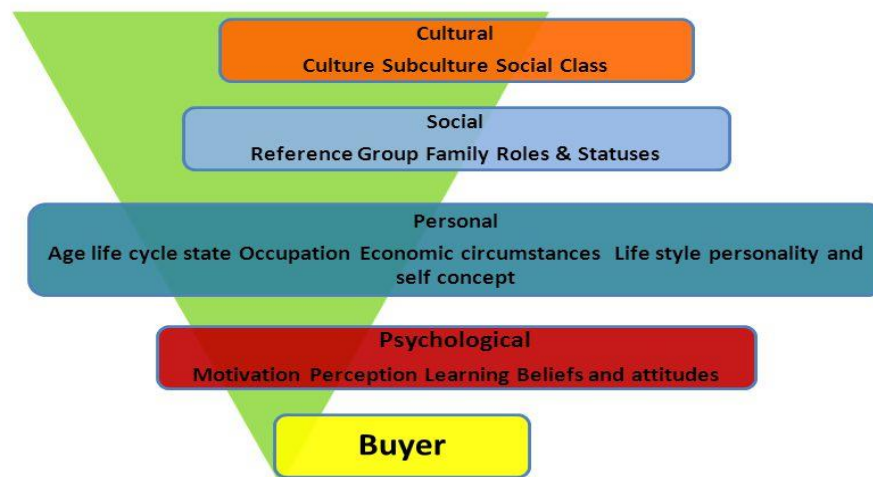 Cultural
Culture Subculture Social Class
Social
Reference Group Family Roles & Statuses
Personal
Age life cycle state Occupation Economic circumstances Life style personality and
self concept
Psychological
Motivation Perception Learning Beliefs and attitudes
Buyer